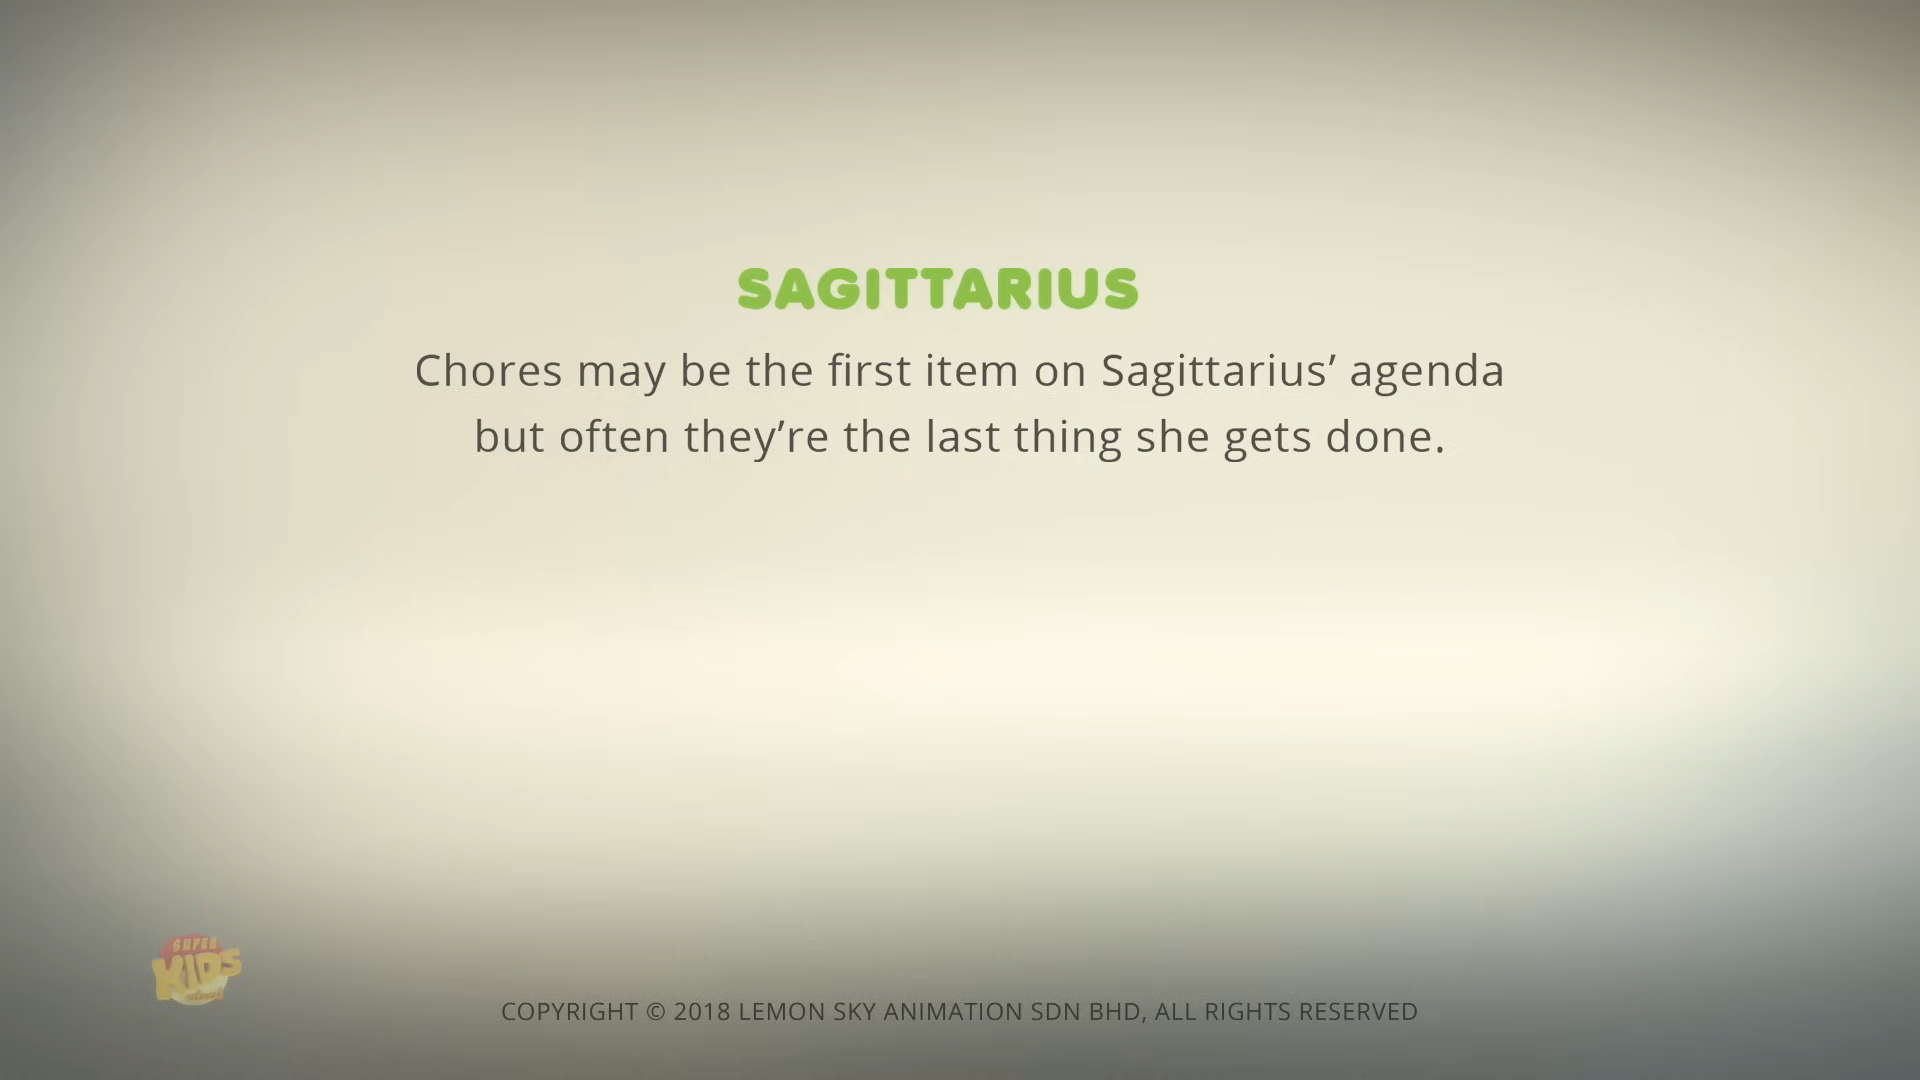 SAGITTARIUS
Chores may be the first item on Sagittarius’ agenda
but often they’re the last thing she gets done.
SUPER
KIDS
COPYRIGHT © 2018 LEMON SKY ANIMATION SDN BHD, ALL RIGHTS RESERVED